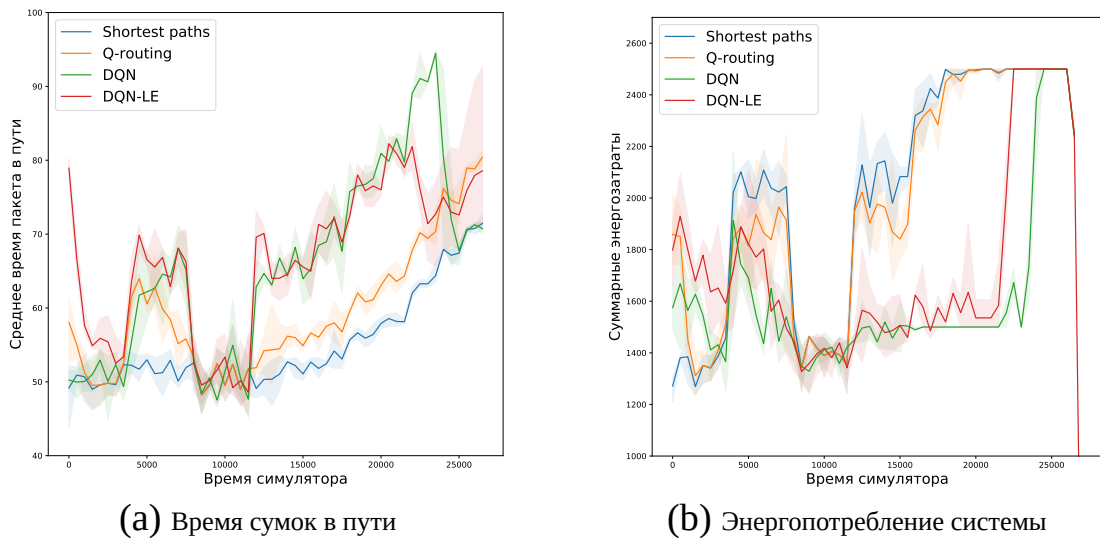 100
90
80
70
60
50
40
Среднее время пакета в пути
Shortest paths
Q-routing
DQN
DQN-LE
0 5000 10000 15000 20000 25000
Время симулятора
(a) Время сумок в пути
2600
2400
2200
2000
1800
1600
1400
1200
1000
Суммарные энергозатраты
Shortest paths
Q-routing
DQN
DQN-LE
0 5000 10000 15000 20000 25000
Время симулятора
(b) Энергопотребление системы